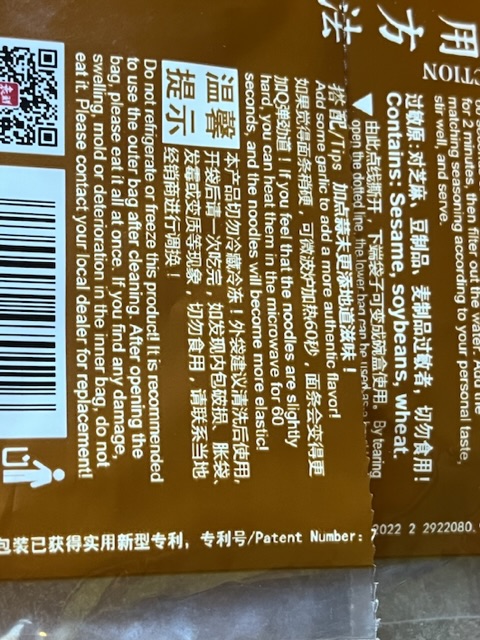 用
方
法
CTION
for 2 minutes, then filter out the water. Add the
matching seasoning according to your personal taste,
stir well, and serve.
过敏原:对芝麻、豆制品、麦制品过敏者,切勿食用!
Contains: Sesame, soybeans, wheat.
由此点线撕开,下端袋子可变成碗盒使用。By tearing
open the dotted line, the lower bag can be used as a
搭配/Tips 加点蒜末更添地道滋味!
Add some garlic to add a more authentic flavor!
如果觉得面条稍硬,可微波炉加热60秒,面条会变得更
加Q弹劲道!If you feel that the noodles are slightly
hard, you can heat them in the microwave for 60
seconds, and the noodles will become more elastic!
温馨
提示
本产品切勿冷藏冷冻!外袋建议清洗后使用,
开袋后请一次吃完,如发现内包破损、胀袋、
发霉或变质等现象,切勿食用,请联系当地
经销商进行调换!
Do not refrigerate or freeze this product! It is recommended
to use the outer bag after cleaning. After opening the
bag, please eat it all at once. If you find any damage,
swelling, mold or deterioration in the inner bag, do not
eat it. Please contact your local dealer for replacement!
包装已获得实用新型专利,专利号/Patent Number: 
2022 2 2922080.